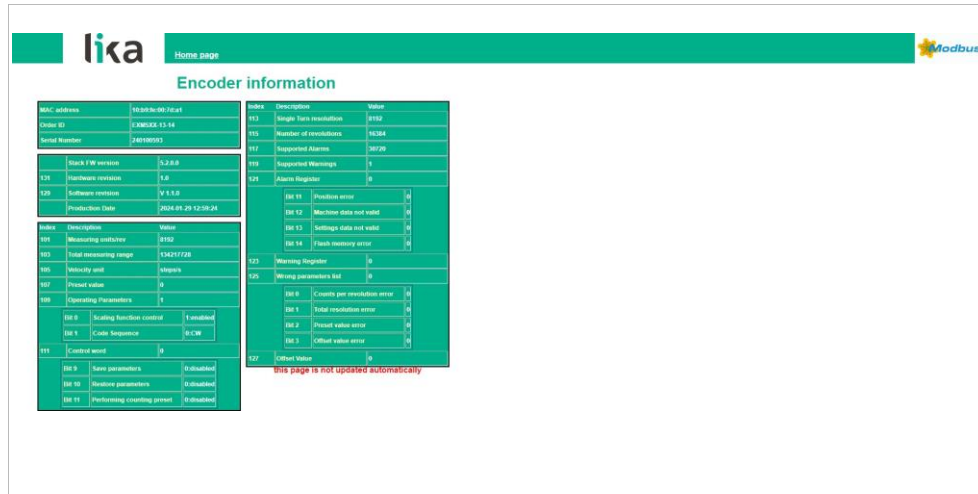 lika
Home page
Modbus
Encoder information
MAC address
Order ID EXM5XX-13-14
Serial Number
Stack FW version 5.2.0.0
131 Hardware revision 1.0
129 Software revision V 1.1.0
Production Date 2024-01-29 12:59:24
Index Description Value
101 Measuring units/rev 8192
103 Total measuring range 134217728
105 Velocity unit steps/s
107 Preset value 0
109 Operating Parameters 1
Bit 0 Scaling function control 1:enabled
Bit 1 Code Sequence 0:CW
111 Control word 0
Bit 9 Save parameters 0:disabled
Bit 10 Restore parameters 0:disabled
Bit 11 Performing counting preset 0:disabled
Index Description Value
113 Single Turn resolution 8192
115 Number of revolutions 16384
117 Supported Alarms 30720
119 Supported Warnings 1
121 Alarm Register 0
Bit 11 Position error 0
Bit 12 Machine data not valid 0
Bit 13 Settings data not valid 0
Bit 14 Flash memory error 0
123 Warning Register 0
125 Wrong parameters list 0
Bit 0 Counts per revolution error 0
Bit 1 Total resolution error 0
Bit 2 Preset value error 0
Bit 3 Offset value error 0
127 Offset Value 0
this page is not updated automatically